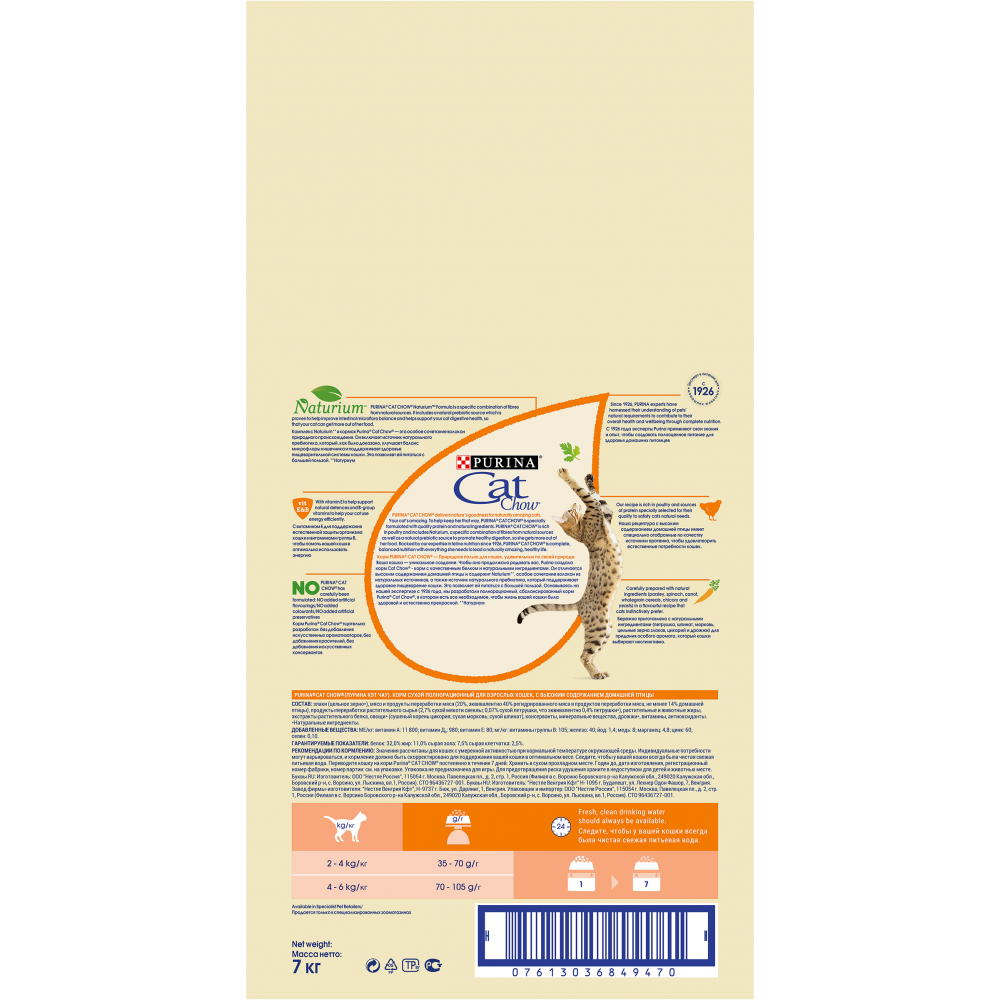 Naturium™
PURINA® CAT CHOW® Naturium™ Formula is a specific combination of fibres
from natural sources. It includes a natural prebiotic source which is
proven to help improve intestinal microflora balance and help support your cat digestive health, so
that your cat can get more out of her food.
Комплекс Naturium™ в кормах Purina® Cat Chow® — это особое сочетание волокон
природного происхождения. Он включает источник натурального
пребиотика, который, как было доказано, улучшает баланс
микрофлоры кишечника и поддерживает здоровье
пищеварительной системы кошки. Это позволяет ей питаться с
большей пользой. ™Натуриум
С
1926
Since 1926, PURINA experts have
harnessed their understanding of pets'
natural requirements to contribute to their
overall health and wellbeing through complete nutrition.
С 1926 года эксперты Purina применяют свои знания
и опыт, чтобы создавать полноценное питание для
здоровья домашних питомцев
PURINA®
Cat
Chow®
PURINA® CAT CHOW® delivers nature's goodness for naturally amazing cats.
Your cat's amazing. To help keep her that way, PURINA® CAT CHOW® is specially
formulated with quality protein and natural ingredients. PURINA® CAT CHOW® is rich
in poultry and includes Naturium, a specific combination of fibres from natural sources
as well as a natural prebiotic source to promote healthy digestion, so she gets more out of
her food. Backed by our expertise in feline nutrition since 1926, PURINA® CAT CHOW® is complete,
balanced nutrition with everything she needs to lead a naturally amazing, healthy life.
Корм PURINA® CAT CHOW® — Природная польза для кошек, удивительных по своей природе.
Ваша кошка — уникальное создание. Чтобы она продолжала радовать вас, Purina создала
корм Cat Chow® - корм с качественным белком и натуральными ингредиентами. Он отличается
высоким содержанием домашней птицы и содержит Naturium™, особое сочетание волокон из
натуральных источников, а также источник натурального пребиотика, который поддерживает
здоровое пищеварение кошки. Это позволяет ей питаться с большей пользой. Основываясь на
нашей экспертизе с 1926 года, мы разработали полнорационный, сбалансированный корм
Purina® Cat Chow®, в котором есть все необходимое, чтобы жизнь вашей кошки была
здоровой и естественно прекрасной. ™Натуриум
vit
E&B
With vitamin E to help support
natural defences and B-group
vitamins to help your cat use
energy efficiently.
С витамином E для поддержания
естественной защиты организма
кошки и витаминами группы B,
чтобы помочь вашей кошке
оптимально использовать
энергию
Our recipe is rich in poultry and sources
of protein specially selected for their
quality to satisfy cats natural needs.
Наша рецептура с высоким
содержанием домашней птицы имеет
специально отобранные по качеству
источники протеина, чтобы удовлетворить
естественные потребности кошек.
NO
PURINA® CAT
CHOW® has
carefully been
formulated: NO added artificial
flavourings/NO added
colourants/NO added artificial
preservatives
Корм Purina® Cat Chow® тщательно
разработан без добавления
искусственных ароматизаторов, без
добавления красителей, без
добавления искусственных
консервантов
Carefully prepared with natural
ingredients (parsley, spinach, carrot,
wholegrain cereals, chicory and
yeasts) in a flavourful recipe that
cats instinctively prefer.
Бережно приготовлено с натуральными
ингредиентами (петрушка, шпинат, морковь,
цельные зерна злаков, цикорий и дрожжи) для
придания особого аромата, который кошки
выбирают инстинктивно.
PURINA® CAT CHOW® (ПУРИНА КЭТ ЧАУ). КОРМ СУХОЙ ПОЛНОРАЦИОННЫЙ ДЛЯ ВЗРОСЛЫХ КОШЕК, С ВЫСОКИМ СОДЕРЖАНИЕМ ДОМАШНЕЙ ПТИЦЫ
СОСТАВ: злаки (цельное зерно•), мясо и продукты переработки мяса (20%, эквивалентно 40% регидрированного мяса и продуктов переработки мяса, не менее 14% домашней
птицы), продукты переработки растительного сырья (2,7% сухой мякоти свеклы; 0,07% сухой петрушки, что эквивалентно 0,4% петрушки•), растительные и животные жиры,
экстракты растительного белка, овощи• (сушёный корень цикория; сухая морковь; сухой шпинат), консерванты, минеральные вещества, дрожжи•, витамины, антиоксиданты.
•Натуральные ингредиенты.
ДОБАВЛЕННЫЕ ВЕЩЕСТВА: МЕ/кг: витамин А: 11 800; витамин Д₃: 980; витамин Е: 80; мг/кг: витамины группы В: 105; железо: 40; йод: 1,4; медь: 8; марганец: 4,8; цинк: 60;
селен: 0,10.
ГАРАНТИРУЕМЫЕ ПОКАЗАТЕЛИ: белок: 32,0% жир: 11,0% сырая зола: 7,5% сырая клетчатка: 2,5%.
РЕКОМЕНДАЦИИ ПО КОРМЛЕНИЮ: Значения рассчитаны для кошек с умеренной активностью при нормальной температуре окружающей среды. Индивидуальные потребности
могут варьироваться, и кормление должно быть скорректировано для поддержания вашей кошки в оптимальном весе. Следите, чтобы у вашей кошки всегда была чистая свежая
питьевая вода. Переводите кошку на корм Purina® CAT CHOW® постепенно в течение 7 дней. Хранить в сухом прохладном месте. Годен до, дата изготовления, регистрационный
номер фабрики, номер партии: см. на упаковке. Упаковка не предназначена для игры. Для предотвращения риска удушения храните в недоступном для детей и животных месте.
Буквы RU: Изготовитель: ООО "Нестле Россия", 115054 г. Москва, Павелецкая пл., д. 2, стр. 1, Россия (Филиал в с. Ворсино Боровского р-на Калужской обл., 249020 Калужская обл.,
Боровский р-н, с. Ворсино, ул. Лыскина, вл. 1, Россия). СТО 96436727-001. Буквы HU: Изготовитель: "Нестле Венгрия Кфт" H-1095 г. Будапешт, ул. Лехнер Одон Фашор, 7, Венгрия.
Завод фирмы-изготовителя: "Нестле Венгрия Кфт", H-9737 г. Бюк, ул. Дарлинг, 1, Венгрия. Упаковщик и импортер: ООО "Нестле Россия", 115054 г. Москва, Павелецкая пл., д. 2, стр.
1, Россия (Филиал в с. Ворсино Боровского р-на Калужской обл., 249020 Калужская обл., Боровский р-н, с. Ворсино, ул. Лыскина, вл. 1, Россия). СТО 96436727-001.
kg/кг
g/г
24
Fresh, clean drinking water
should always be available.
Следите, чтобы у вашей кошки всегда
была чистая свежая питьевая вода.
2 - 4 kg/кг
35 - 70 g/г
4 - 6 kg/кг
70 - 105 g/г
1
7
Available in Specialist Pet Retailers/
Продается только в специализированных зоомагазинах
Net weight:
Масса нетто:
7 кг
07613036849470